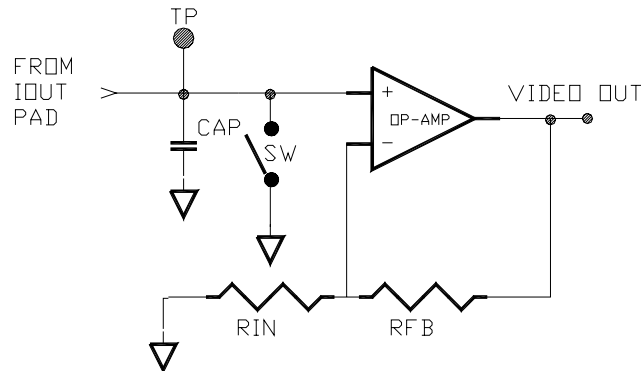 TP
FROM
IOUT
PAD
CAP
SW
+
OP-AMP
−
VIDEO OUT
RIN
RFB